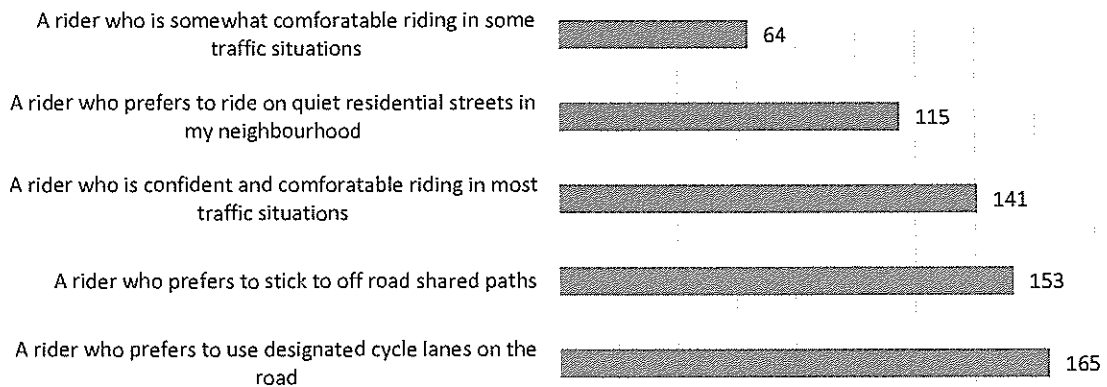 A rider who is somewhat comforatable riding in some
traffic situations
64
A rider who prefers to ride on quiet residential streets in
my neighbourhood
115
A rider who is confident and comforatable riding in most
traffic situations
141
A rider who prefers to stick to off road shared paths
153
A rider who prefers to use designated cycle lanes on the
road
165